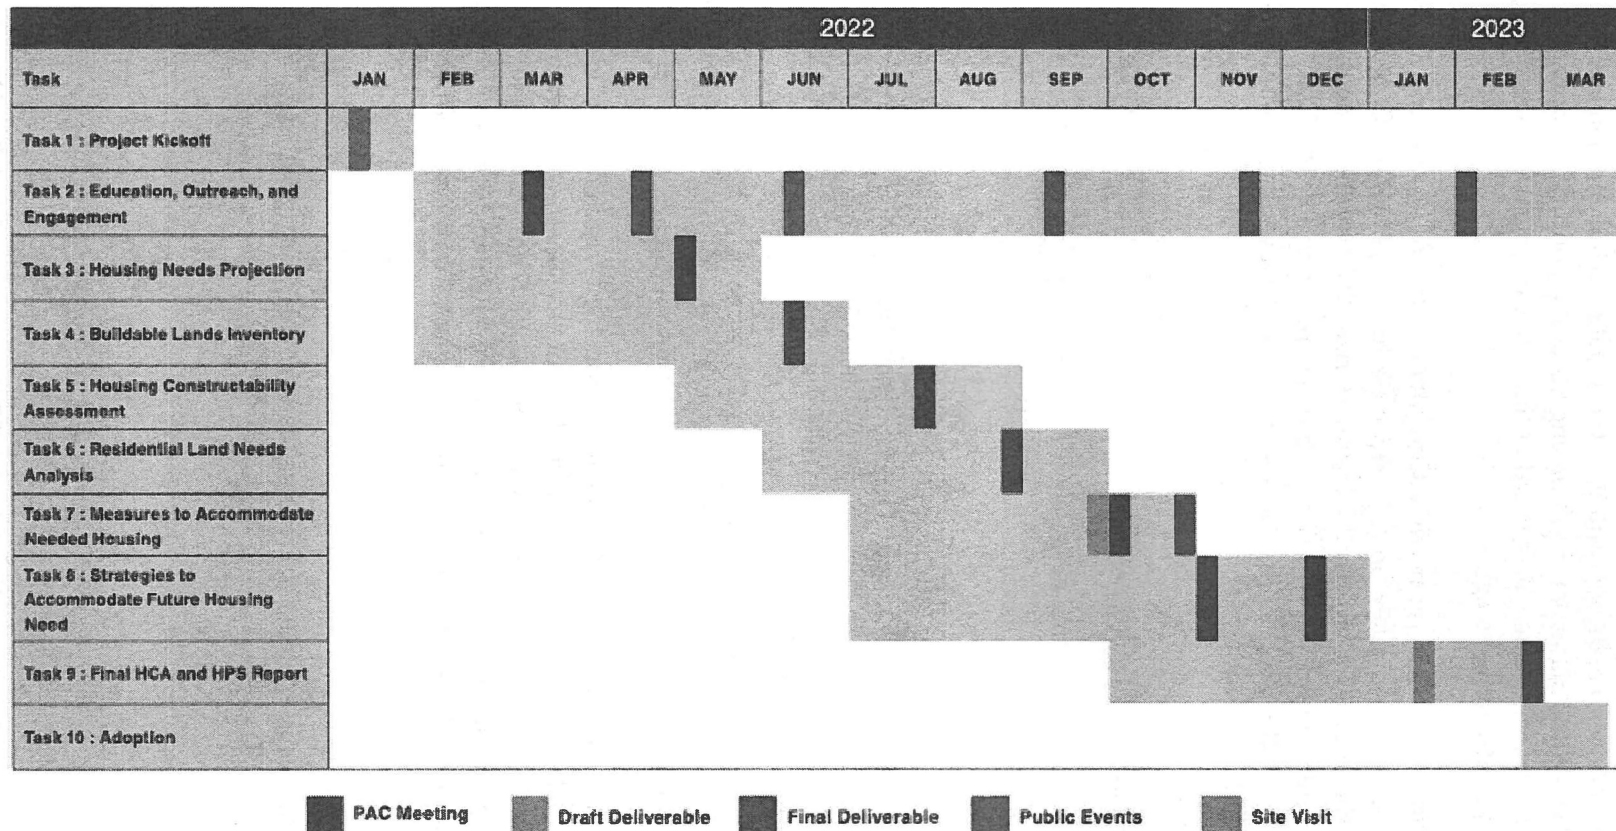 2022 2023
Task JAN FEB MAR APR MAY JUN JUL AUG SEP OCT NOV DEC JAN FEB MAR
Task 1 : Project Kickoff
Task 2 : Education, Outreach, and
Engagement
Task 3 : Housing Needs Projection
Task 4 : Buildable Lands Inventory
Task 5 : Housing Constructability
Assessment
Task 6 : Residential Land Needs
Analysis
Task 7 : Measures to Accommodate
Needed Housing
Task 8 : Strategies to
Accommodate Future Housing
Need
Task 9 : Final HCA and HPS Report
Task 10 : Adoption
PAC Meeting Draft Deliverable Final Deliverable Public Events Site Visit